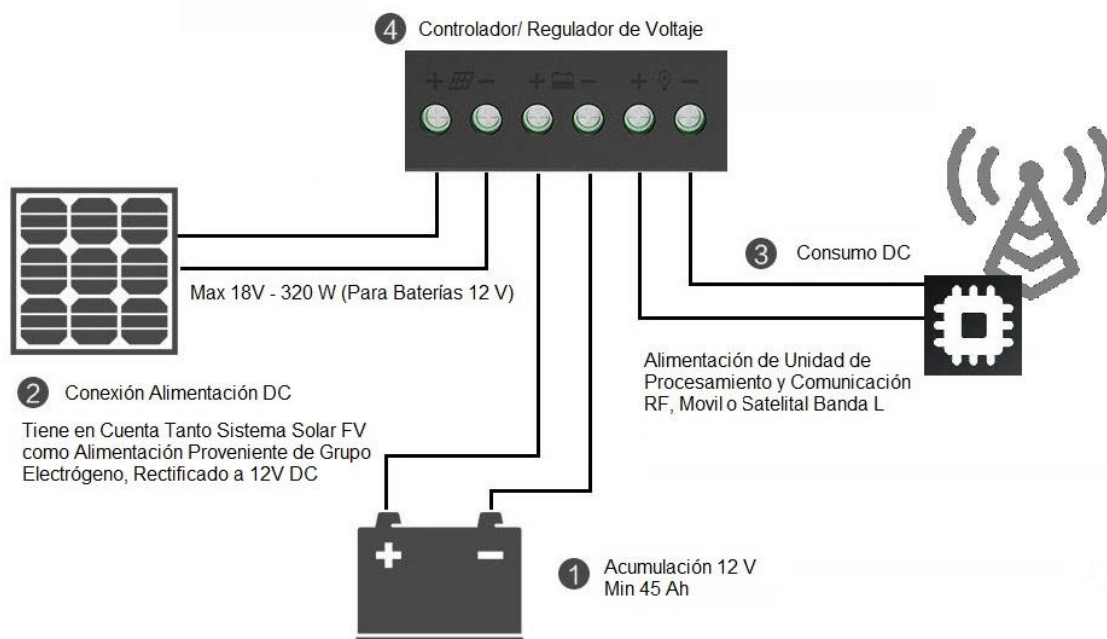 4 Controlador/ Regulador de Voltaje
+ - + - + -
3 Consumo DC
Max 18V - 320 W (Para Baterías 12 V)
Alimentación de Unidad de
Procesamiento y Comunicación
RF, Movil o Satelital Banda L
2 Conexión Alimentación DC
Tiene en Cuenta Tanto Sistema Solar FV
como Alimentación Proveniente de Grupo
Electrógeno, Rectificado a 12V DC
+ -
1 Acumulación 12 V
Min 45 Ah